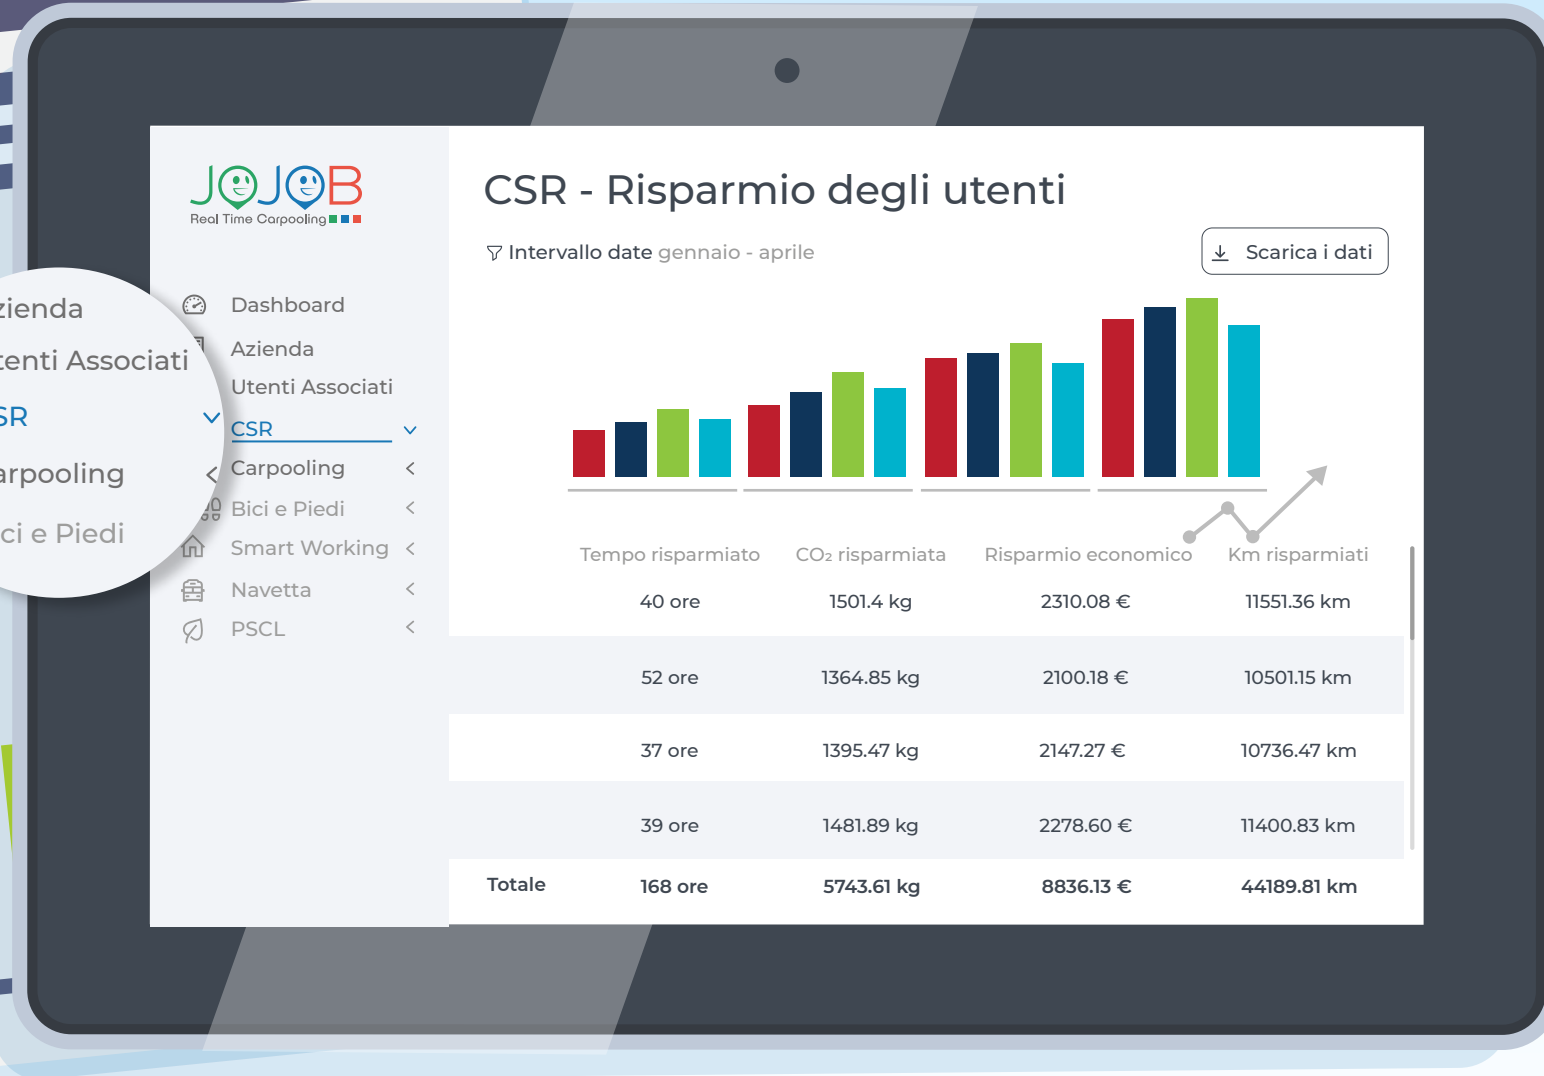 JOJOB
Real Time Carpooling
CSR - Risparmio degli utenti
Intervallo date gennaio - aprile
Scarica i dati
zienda
tenti Associati
SR
arpooling
ci e Piedi
Dashboard
Azienda
Utenti Associati
CSR
Carpooling
Bici e Piedi
Smart Working
Navetta
PSCL
Tempo risparmiato CO₂ risparmiata Risparmio economico Km risparmiati
40 ore 1501.4 kg 2310.08 € 11551.36 km
52 ore 1364.85 kg 2100.18 € 10501.15 km
37 ore 1395.47 kg 2147.27 € 10736.47 km
39 ore 1481.89 kg 2278.60 € 11400.83 km
Totale 168 ore 5743.61 kg 8836.13 € 44189.81 km